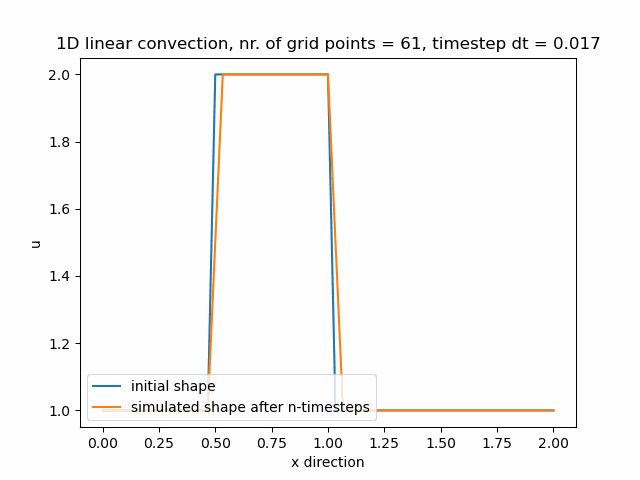 1D linear convection, nr. of grid points = 61, timestep dt = 0.017
2.0
1.8
1.6
u
1.4
1.2
1.0
initial shape
simulated shape after n-timesteps
0.00 0.25 0.50 0.75 1.00 1.25 1.50 1.75 2.00
x direction